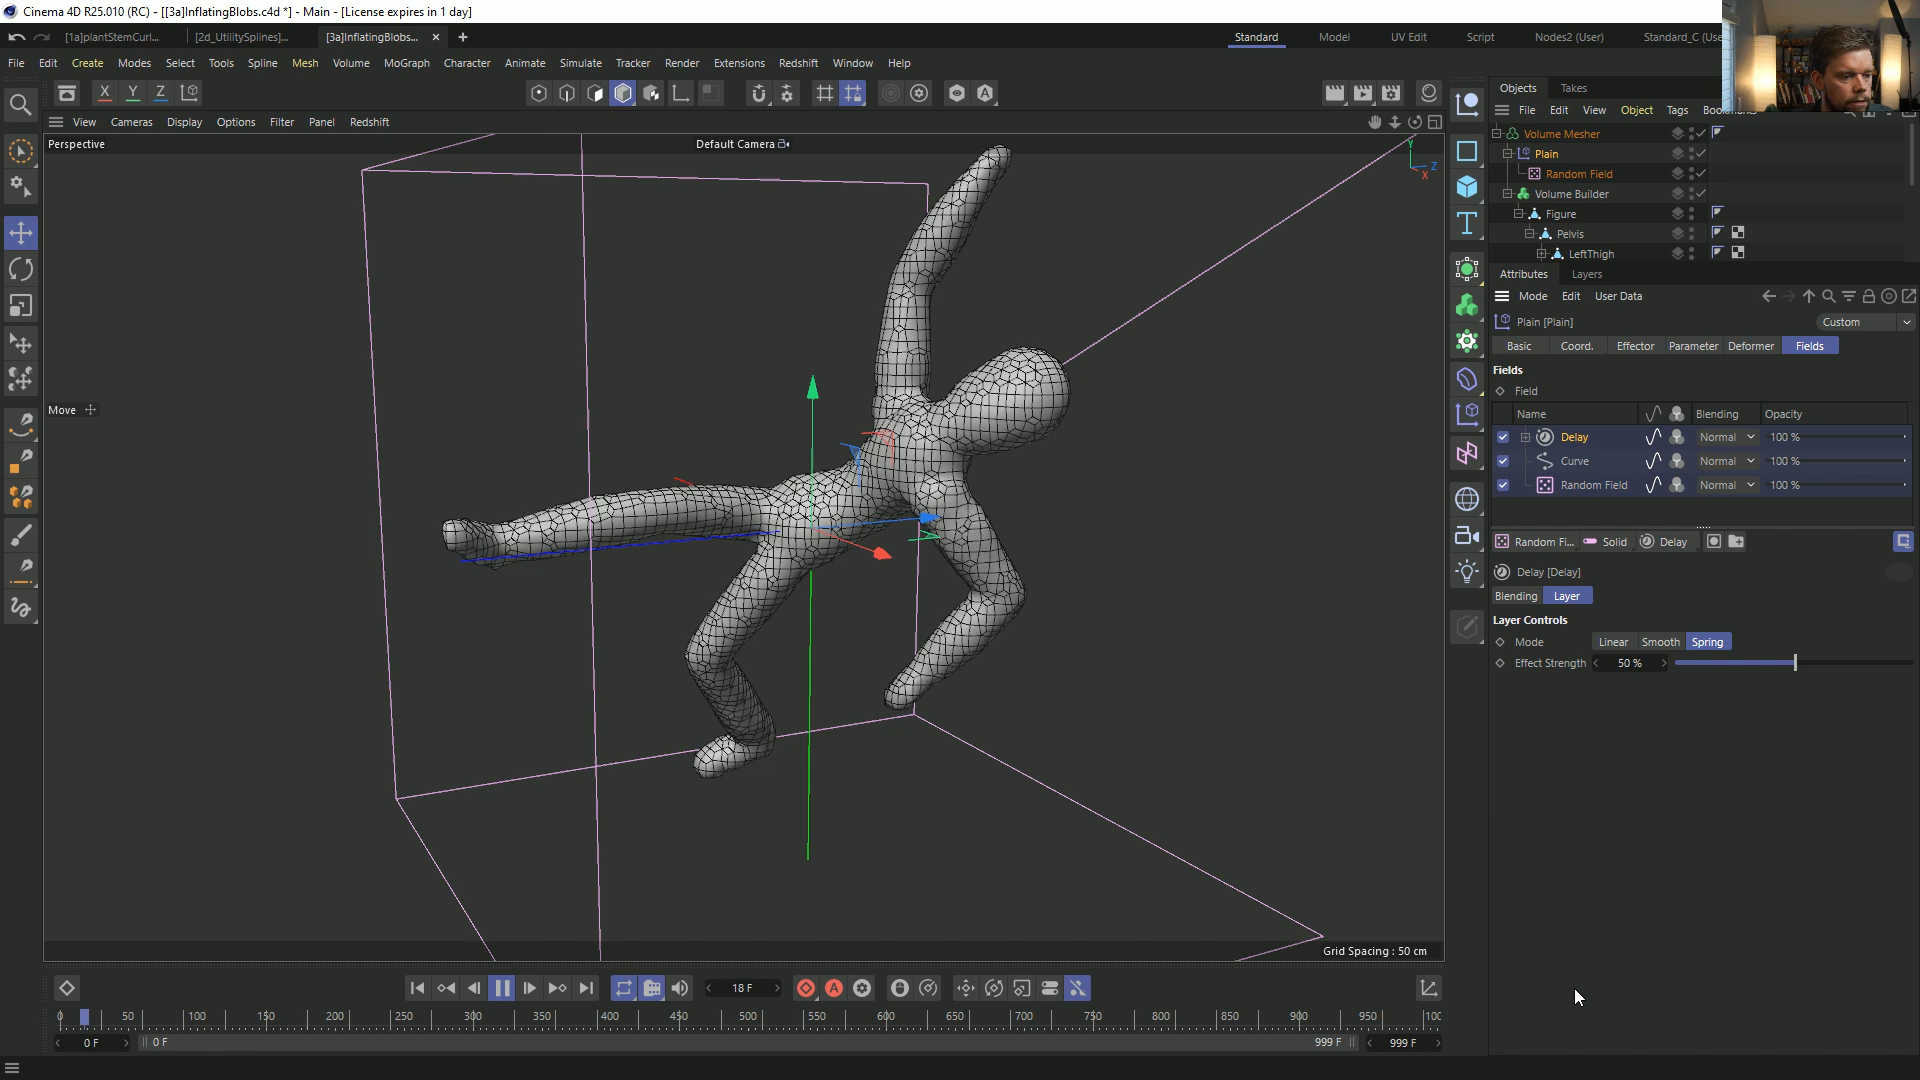 Cinema 4D R25.010 (RC) - [[3a]InflatingBlobs.c4d *] - Main - [License expires in 1 day]
[1a]plantStemCurl... [2d_UtilitySplines]... [3a]InflatingBlobs... × +
Standard Model UV Edit Script Nodes2 (User) Standard_C (Use
File Edit Create Modes Select Tools Spline Mesh Volume MoGraph Character Animate Simulate Tracker Render Extensions Redshift Window Help
X Y Z
Objects Takes
File Edit View Object Tags
View Cameras Display Options Filter Panel Redshift
Perspective
Default Camera
Y Z X
Volume Mesher
Plain
Random Field
Volume Builder
Figure
Pelvis
LeftThigh
Attributes Layers
Mode Edit User Data
Plain [Plain]
Custom
Basic Coord. Effector Parameter Deformer Fields
Fields
Field
Name Blending Opacity
Delay Normal 100 %
Curve Normal 100 %
Random Field Normal 100 %
Move
Random Fi... Solid Delay
Delay [Delay]
Blending Layer
Layer Controls
Mode Linear Smooth Spring
Effect Strength 50 %
Grid Spacing : 50 cm
18 F
0 50 100 150 200 250 300 350 400 450 500 550 600 650 700 750 800 850 900 950 100
0 F 0 F 999 F 999 F